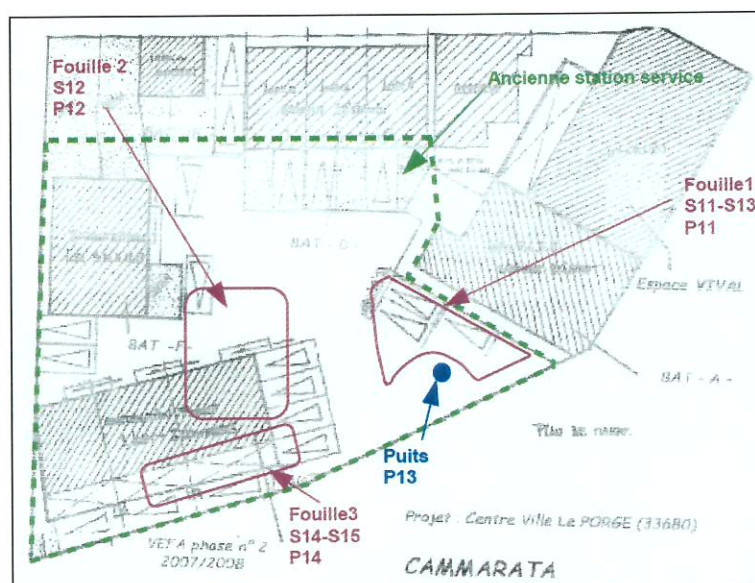 Fouille 2
S12
P12
Ancienne station service
Fouille1
S11-S13
P11
Espace VIVAL
BAT -F-
BAT -A-
Puits
P13
Fouille3
S14-S15
P14
VEFA phase n° 2
2007/2008
Projet : Centre Ville Le PORGE (33680)
CAMMARATA